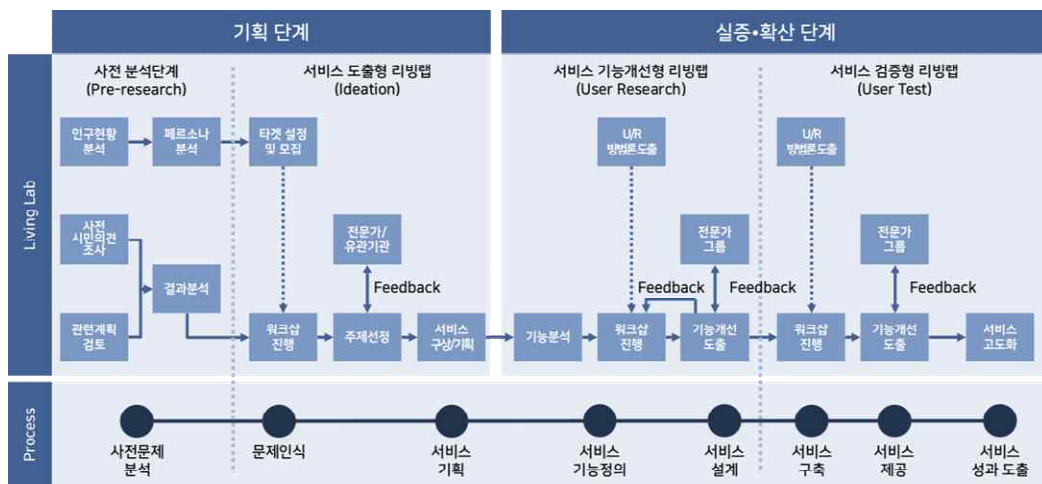 기획 단계
실증•확산 단계
Living Lab
사전 분석단계
(Pre-research)
서비스 도출형 리빙랩
(Ideation)
서비스 기능개선형 리빙랩
(User Research)
서비스 검증형 리빙랩
(User Test)
인구현황
분석
페르소나
분석
타겟 설정
및 모집
U/R
방법론도출
U/R
방법론도출
사전
시민의견
조사
전문가/
유관기관
전문가
그룹
전문가
그룹
결과분석
Feedback
Feedback
Feedback
Feedback
관련계획
검토
워크샵
진행
주제선정
서비스
구상/기획
기능분석
워크샵
진행
기능개선
도출
워크샵
진행
기능개선
도출
서비스
고도화
Process
사전문제
분석
문제인식
서비스
기획
서비스
기능정의
서비스
설계
서비스
구축
서비스
제공
서비스
성과 도출